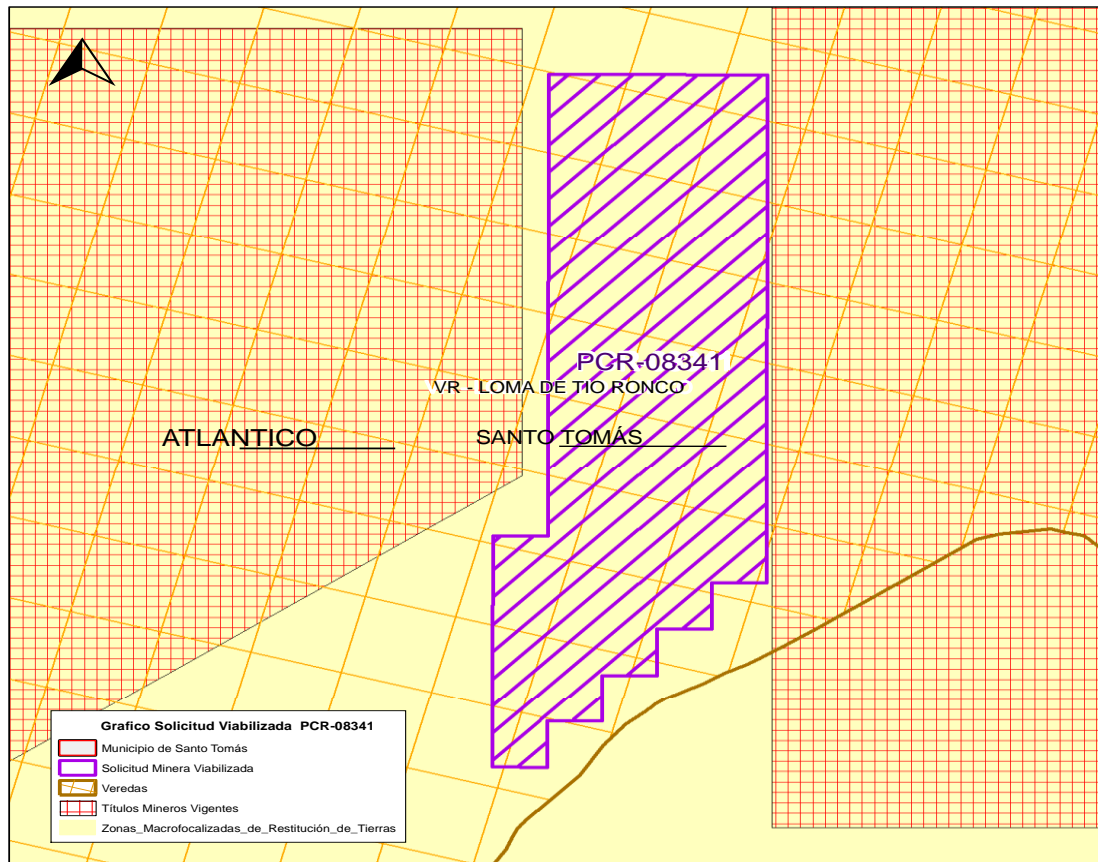 PCR-08341
VR - LOMA DE TIO RONCO
ATLANTICO
SANTO TOMÁS
Grafico Solicitud Viabilizada PCR-08341
Municipio de Santo Tomás
Solicitud Minera Viabilizada
Veredas
Títulos Mineros Vigentes
Zonas_Macrofocalizadas_de_Restitución_de_Tierras